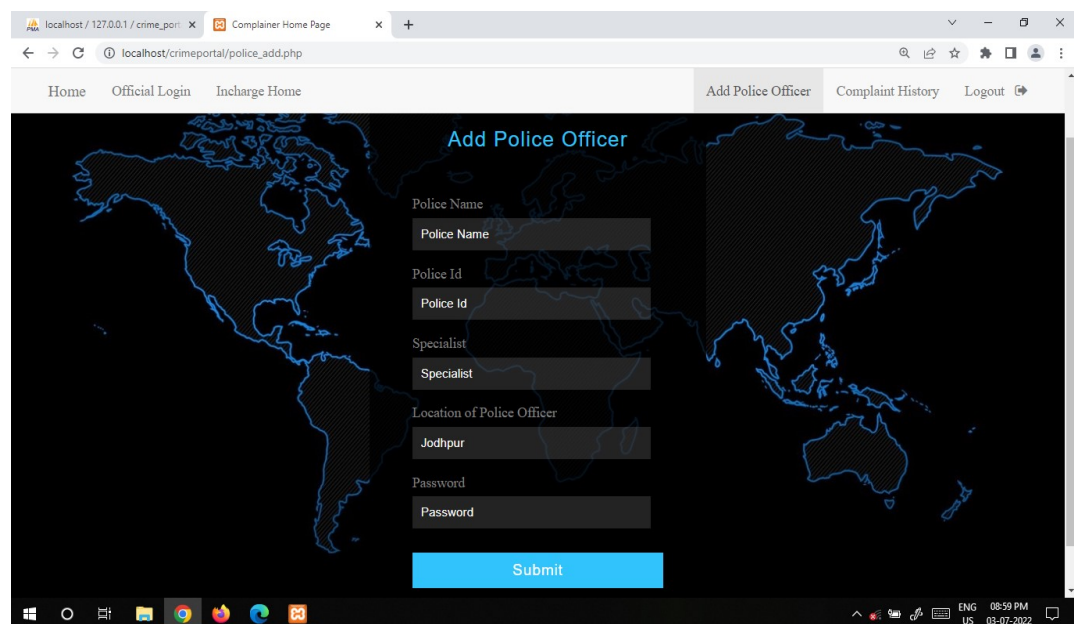 PMA localhost / 127.0.0.1 / crime_port Complainer Home Page
localhost/crimeportal/police_add.php
Home Official Login Incharge Home Add Police Officer Complaint History Logout
Add Police Officer
Police Name
Police Name
Police Id
Police Id
Specialist
Specialist
Location of Police Officer
Jodhpur
Password
Password
Submit
ENG 08:59 PM
US 03-07-2022